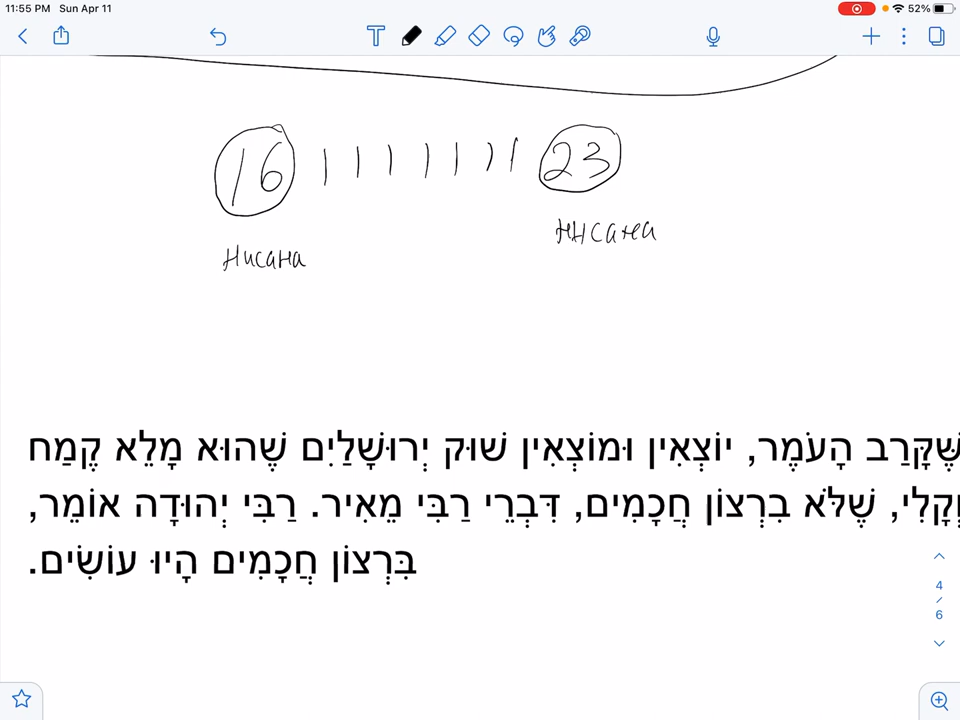 11:55 PM Sun Apr 11
52%
T
16 23
Нисана Нисана
שֶּׁקָּרַב הָעֹמֶר, יוֹצְאִין וּמוֹצְאִין שׁוּק יְרוּשָׁלַיִם שֶׁהוּא מָלֵא קֶמַח
וְקָלִי, שֶׁלֹּא בִרְצוֹן חֲכָמִים, דִּבְרֵי רַבִּי מֵאִיר. רַבִּי יְהוּדָה אוֹמֵר,
בִּרְצוֹן חֲכָמִים הָיוּ עוֹשִׂים.
4
/
6